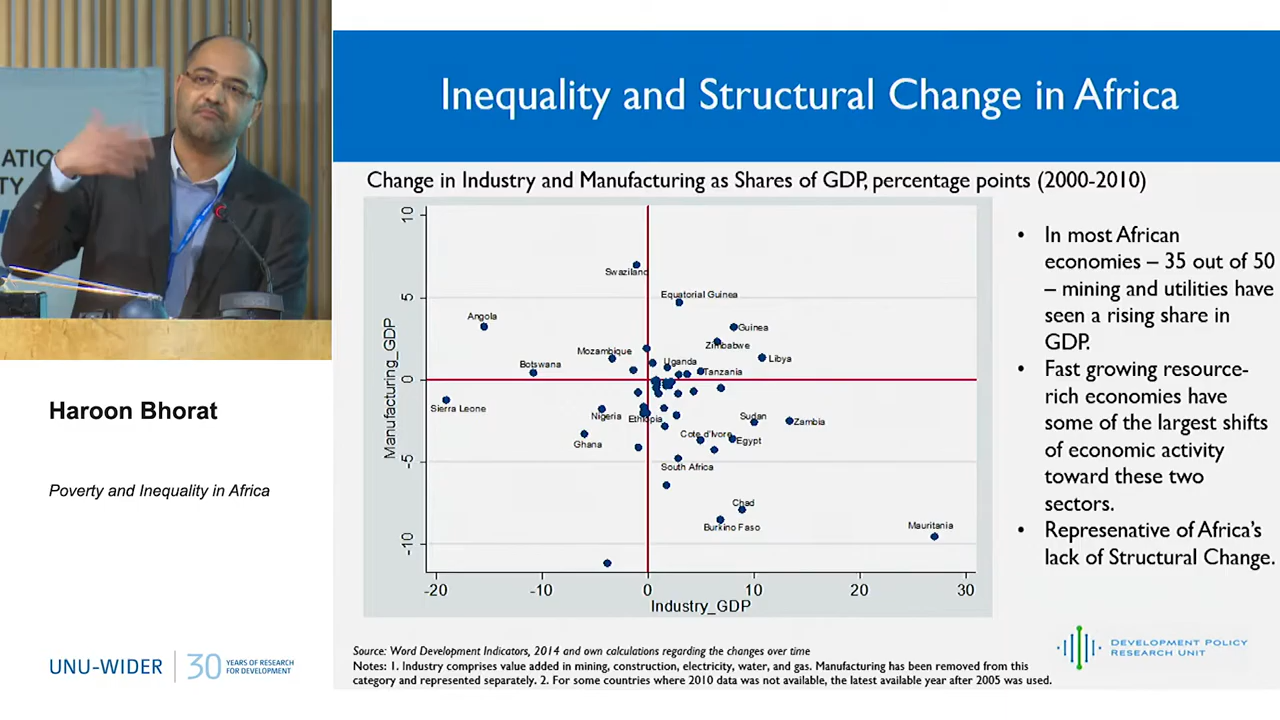 Inequality and Structural Change in Africa
Change in Industry and Manufacturing as Shares of GDP, percentage points (2000-2010)
ATIO
TY
Haroon Bhorat
Poverty and Inequality in Africa
UNU-WIDER
30
YEARS OF RESEARCH
FOR DEVELOPMENT
Manufacturing_GDP
10
5
0
-5
-10
Swaziland
Equatorial Guinea
Angola
Guinea
Zimbabwe
Mozambique
Libya
Uganda
Botswana
Tanzania
Sierra Leone
Nigeria
Ethiopia
Sudan
Zambia
Ghana
Cote d'Ivore
Egypt
South Africa
Chad
Burkino Faso
Mauritania
-20
-10
0
10
20
30
Industry_GDP
• In most African
economies – 35 out of 50
– mining and utilities have
seen a rising share in
GDP.
• Fast growing resource-
rich economies have
some of the largest shifts
of economic activity
toward these two
sectors.
• Represenative of Africa's
lack of Structural Change.
Source: Word Development Indicators, 2014 and own calculations regarding the changes over time
Notes: 1. Industry comprises value added in mining, construction, electricity, water, and gas. Manufacturing has been removed from this
category and represented separately. 2. For some countries where 2010 data was not available, the latest available year after 2005 was used.
DEVELOPMENT POLICY
RESEARCH UNIT